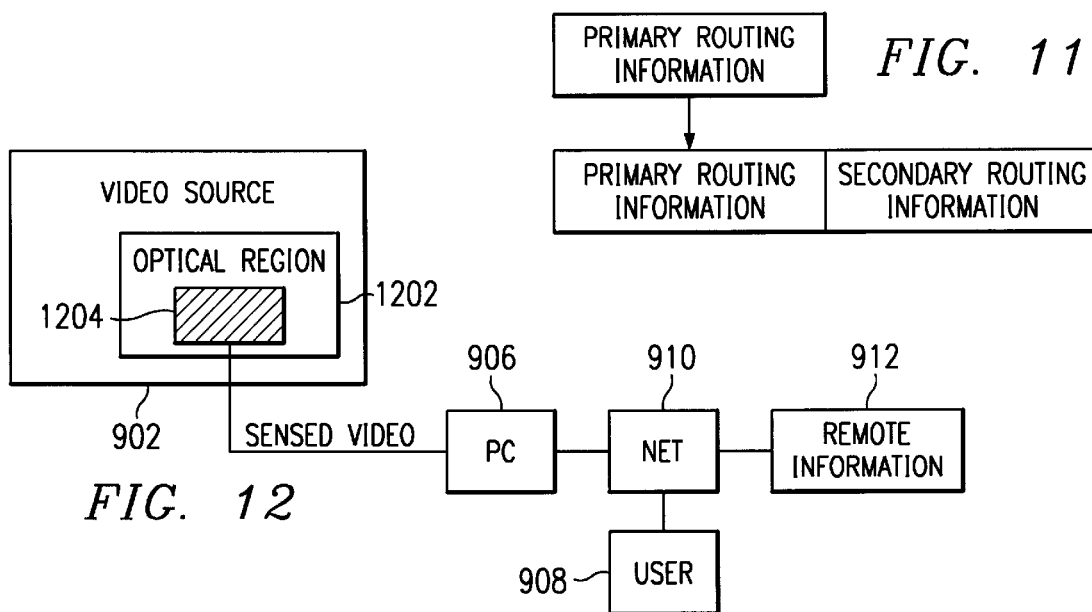 PRIMARY ROUTING
INFORMATION
FIG. 11
PRIMARY ROUTING
INFORMATION
SECONDARY ROUTING
INFORMATION
VIDEO SOURCE
OPTICAL REGION
1204
1202
902
SENSED VIDEO
906
PC
910
NET
912
REMOTE
INFORMATION
908
USER
FIG. 12